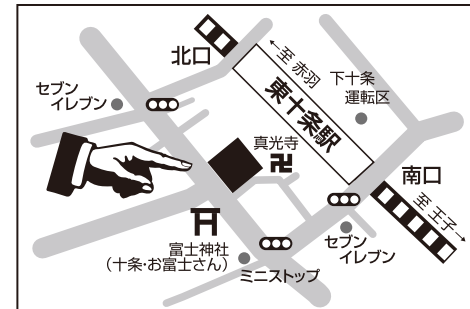 北口
←至 赤羽
下十条
運転区
東十条駅
セブン
イレブン
真光寺
卍
南口
至 王子→
富士神社
(十条・お富士さん)
ミニストップ
セブン
イレブン